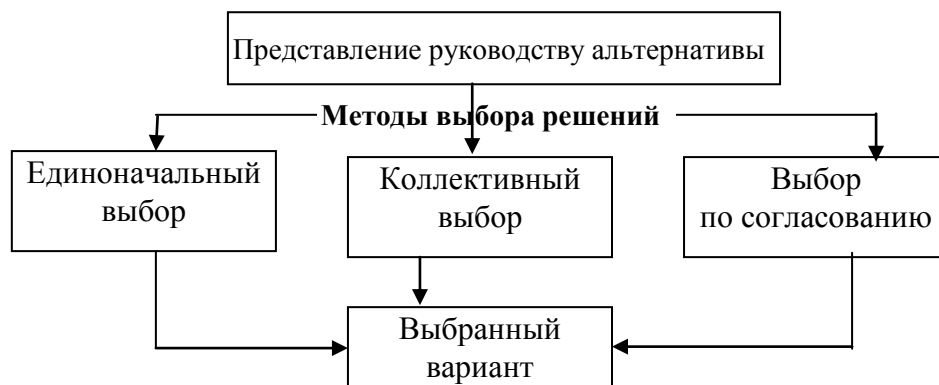 Представление руководству альтернативы
Методы выбора решений
Единоначальный
выбор
Коллективный
выбор
Выбор
по согласованию
Выбранный
вариант